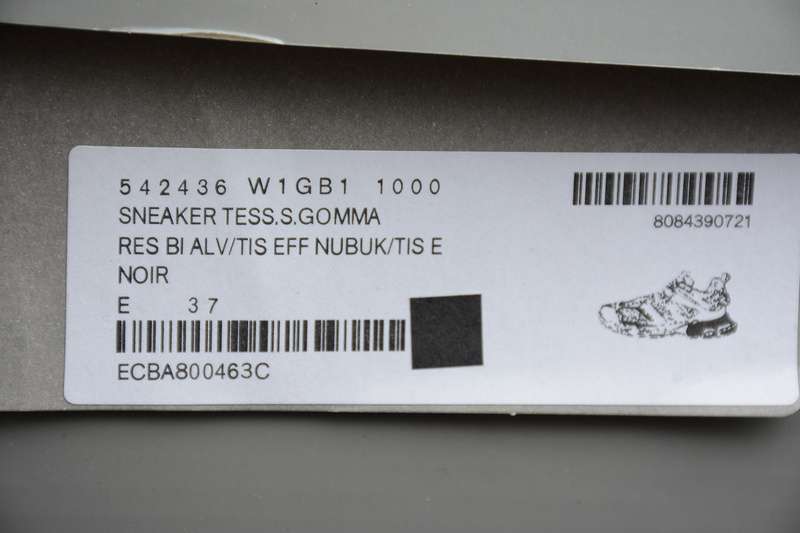 542436 W1GB1 1000
SNEAKER TESS.S.GOMMA
RES BI ALV/TIS EFF NUBUK/TIS E
NOIR
E 37
ECBA800463C
8084390721